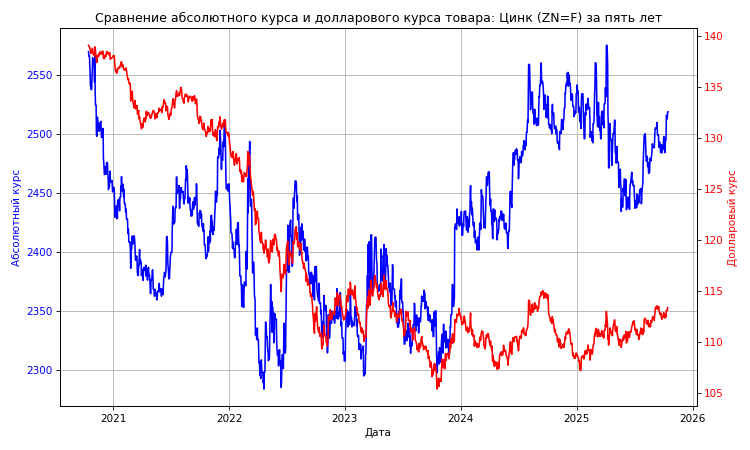 Сравнение абсолютного курса и долларового курса товара: Цинк (ZN=F) за пять лет
Абсолютный курс
2550
2500
2450
2400
2350
2300
140
135
130
125
120
115
110
105
Долларовый курс
2021 2022 2023 2024 2025 2026
Дата